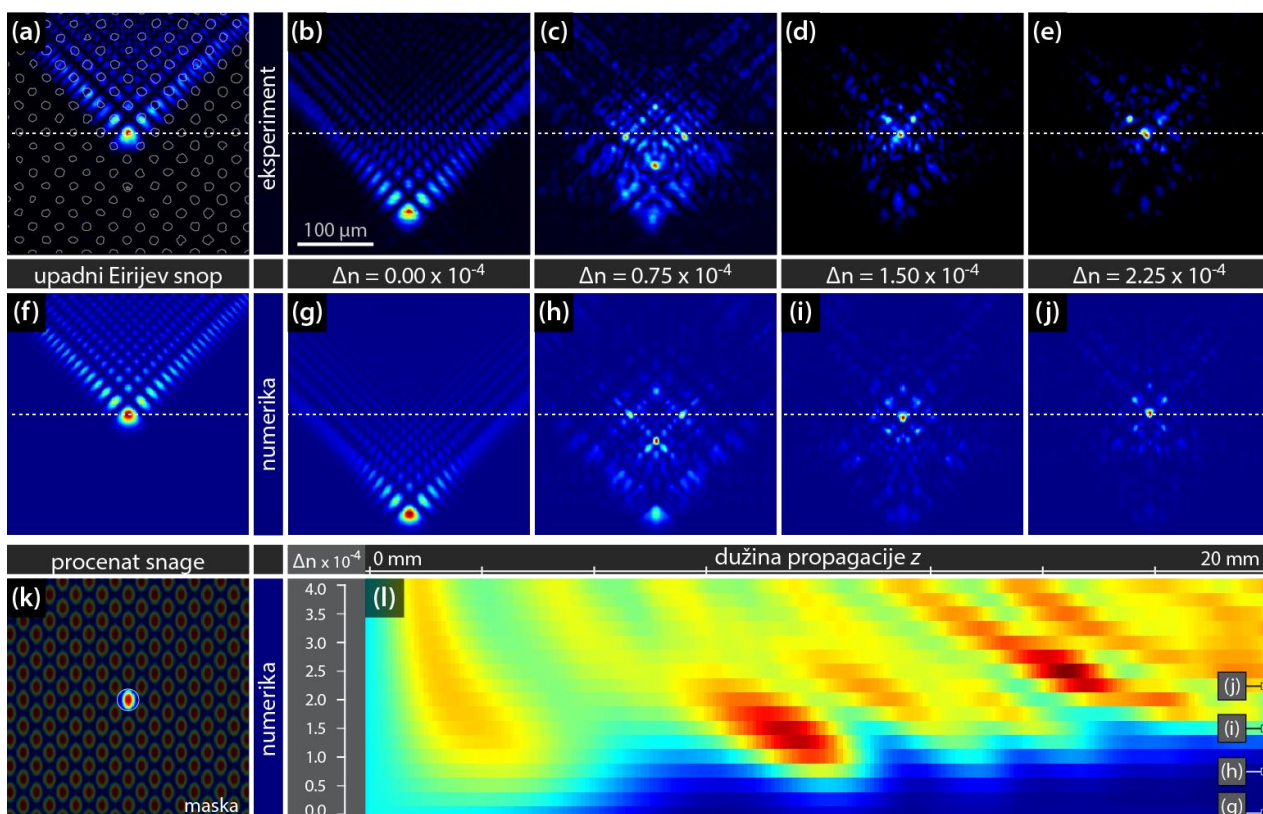 (a)
eksperiment
(b)
(c)
(d)
(e)
100 μm
upadni Eirijev snop
Δn = 0.00 x 10⁻⁴
Δn = 0.75 x 10⁻⁴
Δn = 1.50 x 10⁻⁴
Δn = 2.25 x 10⁻⁴
(f)
numerika
(g)
(h)
(i)
(j)
procenat snage
Δn x 10⁻⁴
0 mm
dužina propagacije z
20 mm
(k)
maska
numerika
4.0
3.5
3.0
2.5
2.0
1.5
1.0
0.5
0.0
(l)
(j)
(i)
(h)
(g)